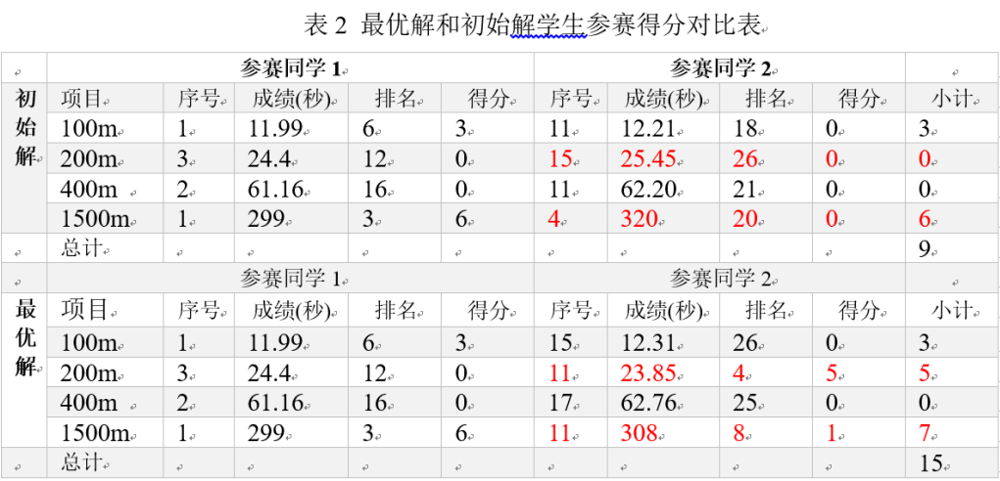 表 2 最优解和初始解学生参赛得分对比表
参赛同学 1 参赛同学 2
初始解 项目 序号 成绩(秒) 排名 得分 序号 成绩(秒) 排名 得分 小计
100m 1 11.99 6 3 11 12.21 18 0 3
200m 3 24.4 12 0 15 25.45 26 0 0
400m 2 61.16 16 0 11 62.20 21 0 0
1500m 1 299 3 6 4 320 20 0 6
总计 9
参赛同学 1 参赛同学 2
最优解 项目 序号 成绩(秒) 排名 得分 序号 成绩(秒) 排名 得分 小计
100m 1 11.99 6 3 15 12.31 26 0 3
200m 3 24.4 12 0 11 23.85 4 5 5
400m 2 61.16 16 0 17 62.76 25 0 0
1500m 1 299 3 6 11 308 8 1 7
总计 15